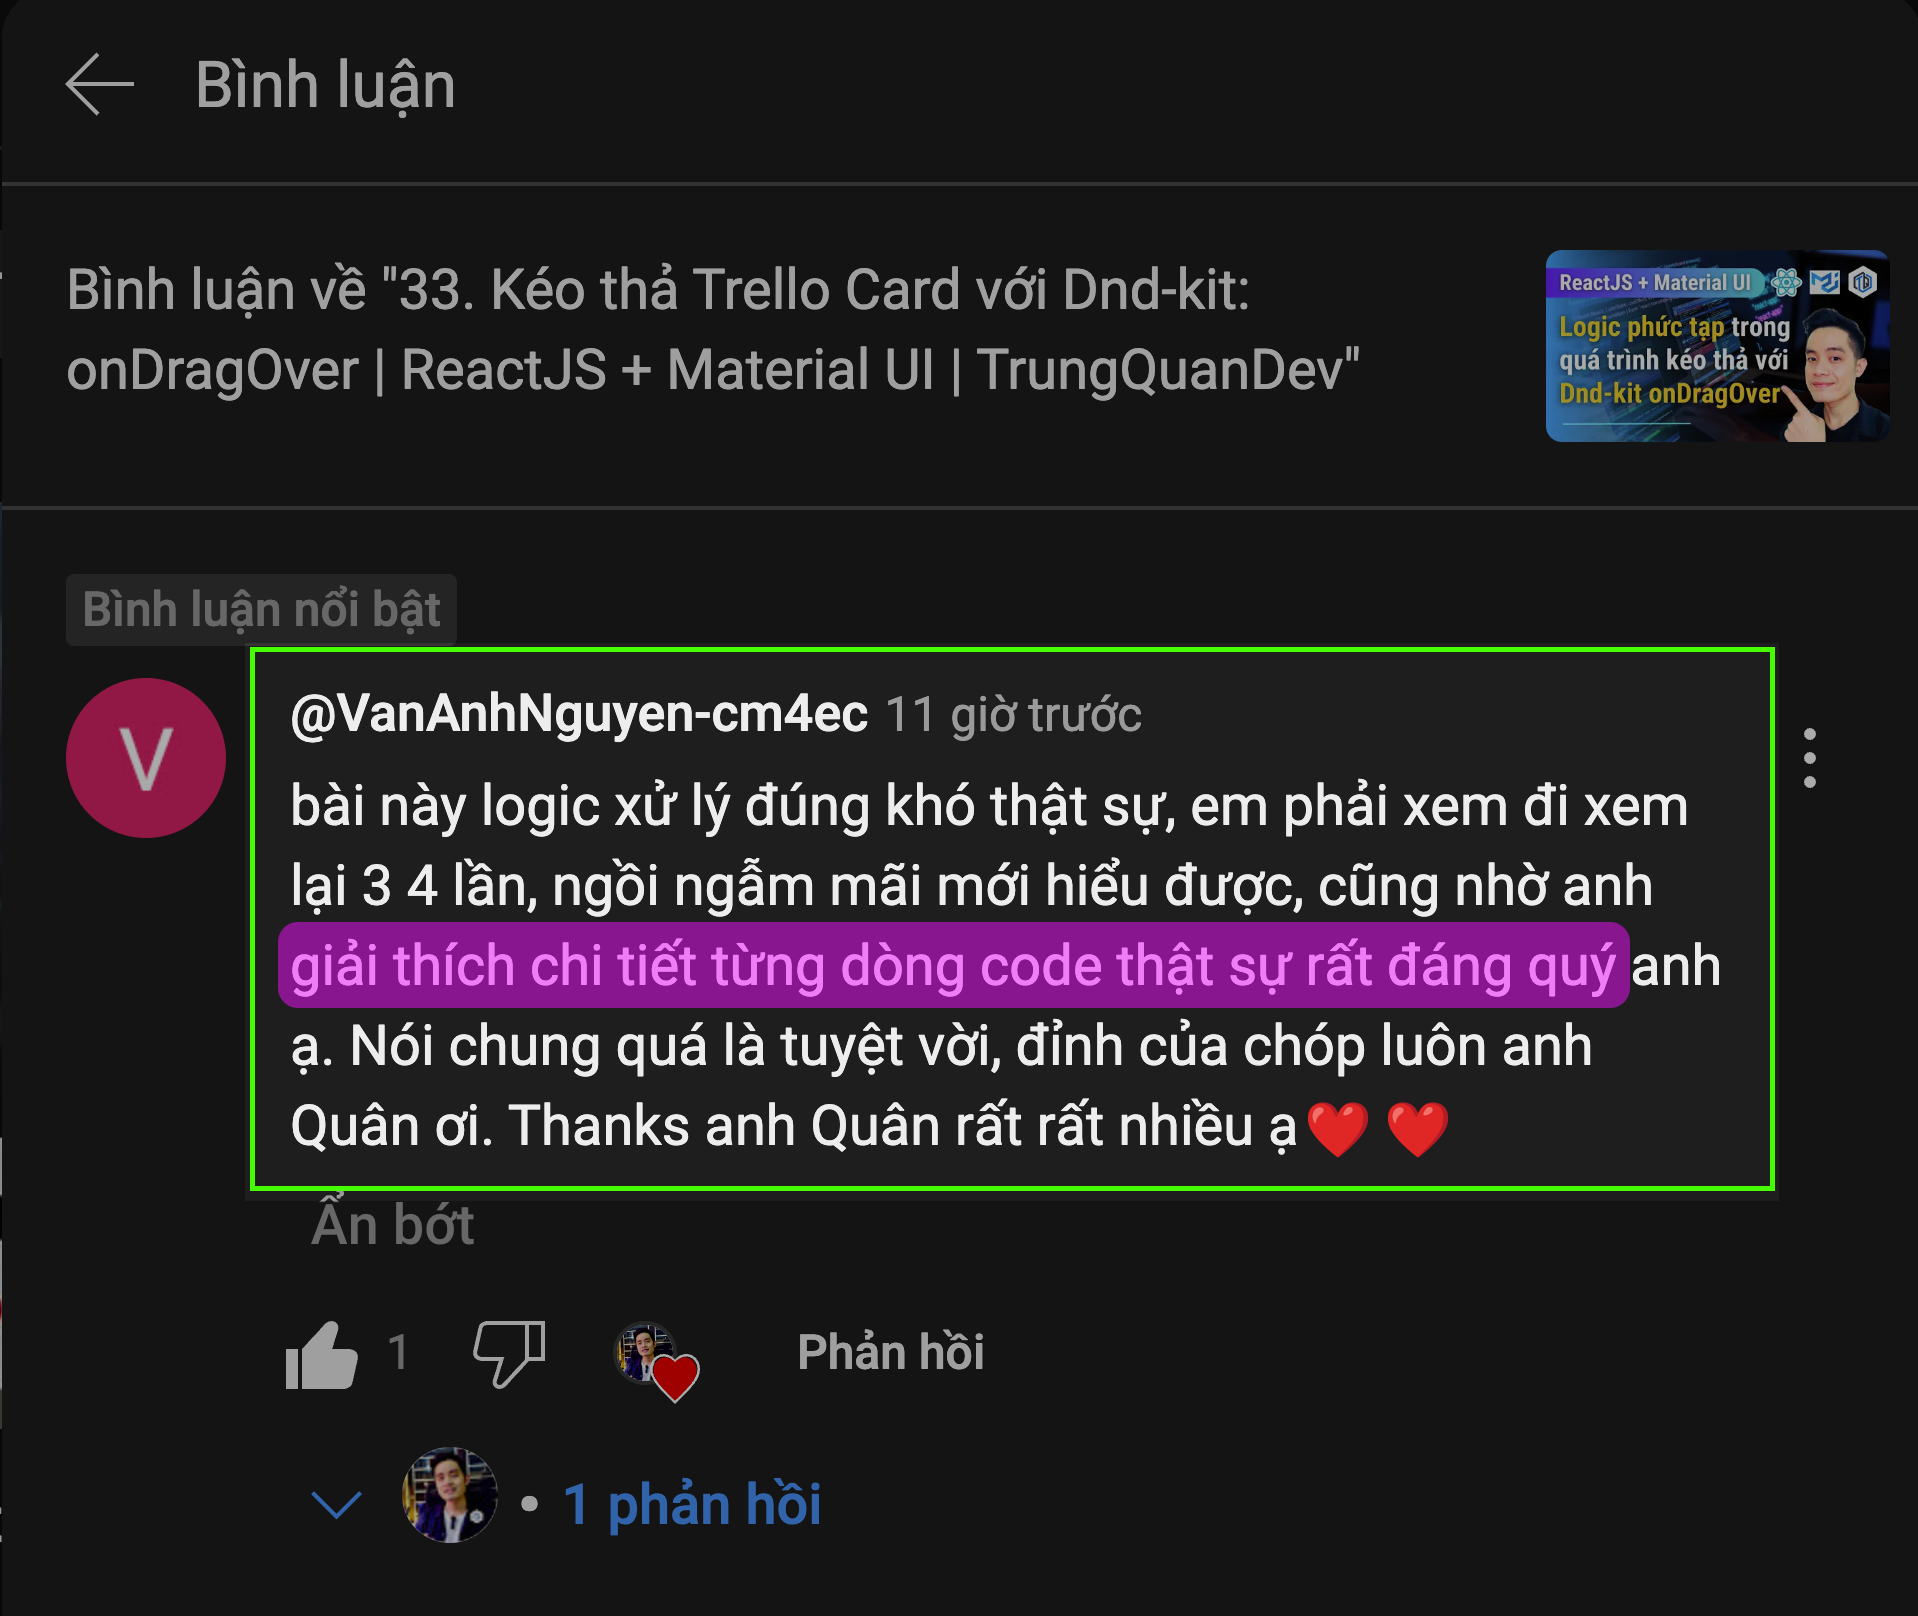 Bình luận
Bình luận về "33. Kéo thả Trello Card với Dnd-kit:
onDragOver | ReactJS + Material UI | TrungQuanDev"
ReactJS + Material UI
Logic phức tạp trong
quá trình kéo thả với
Dnd-kit onDragOver
Bình luận nổi bật
V
@VanAnhNguyen-cm4ec 11 giờ trước
bài này logic xử lý đúng khó thật sự, em phải xem đi xem
lại 3 4 lần, ngồi ngẫm mãi mới hiểu được, cũng nhờ anh
giải thích chi tiết từng dòng code thật sự rất đáng quý anh
ạ. Nói chung quá là tuyệt vời, đỉnh của chóp luôn anh
Quân ơi. Thanks anh Quân rất rất nhiều ạ❤️ ❤️
Ẩn bớt
1
Phản hồi
• 1 phản hồi